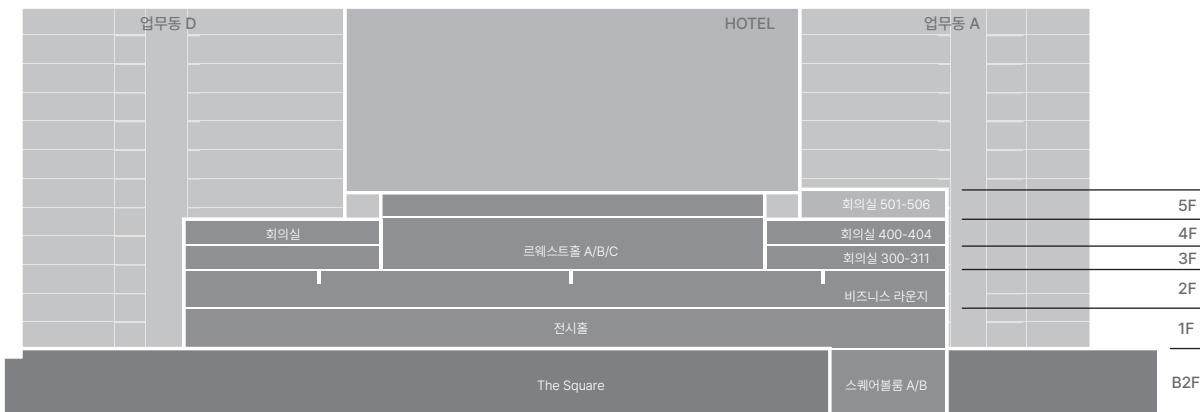 업무동 D
HOTEL
업무동 A
회의실 501-506
5F
회의실
회의실 400-404
4F
르웨스트홀 A/B/C
회의실 300-311
3F
비즈니스 라운지
2F
전시홀
1F
The Square
스퀘어볼룸 A/B
B2F